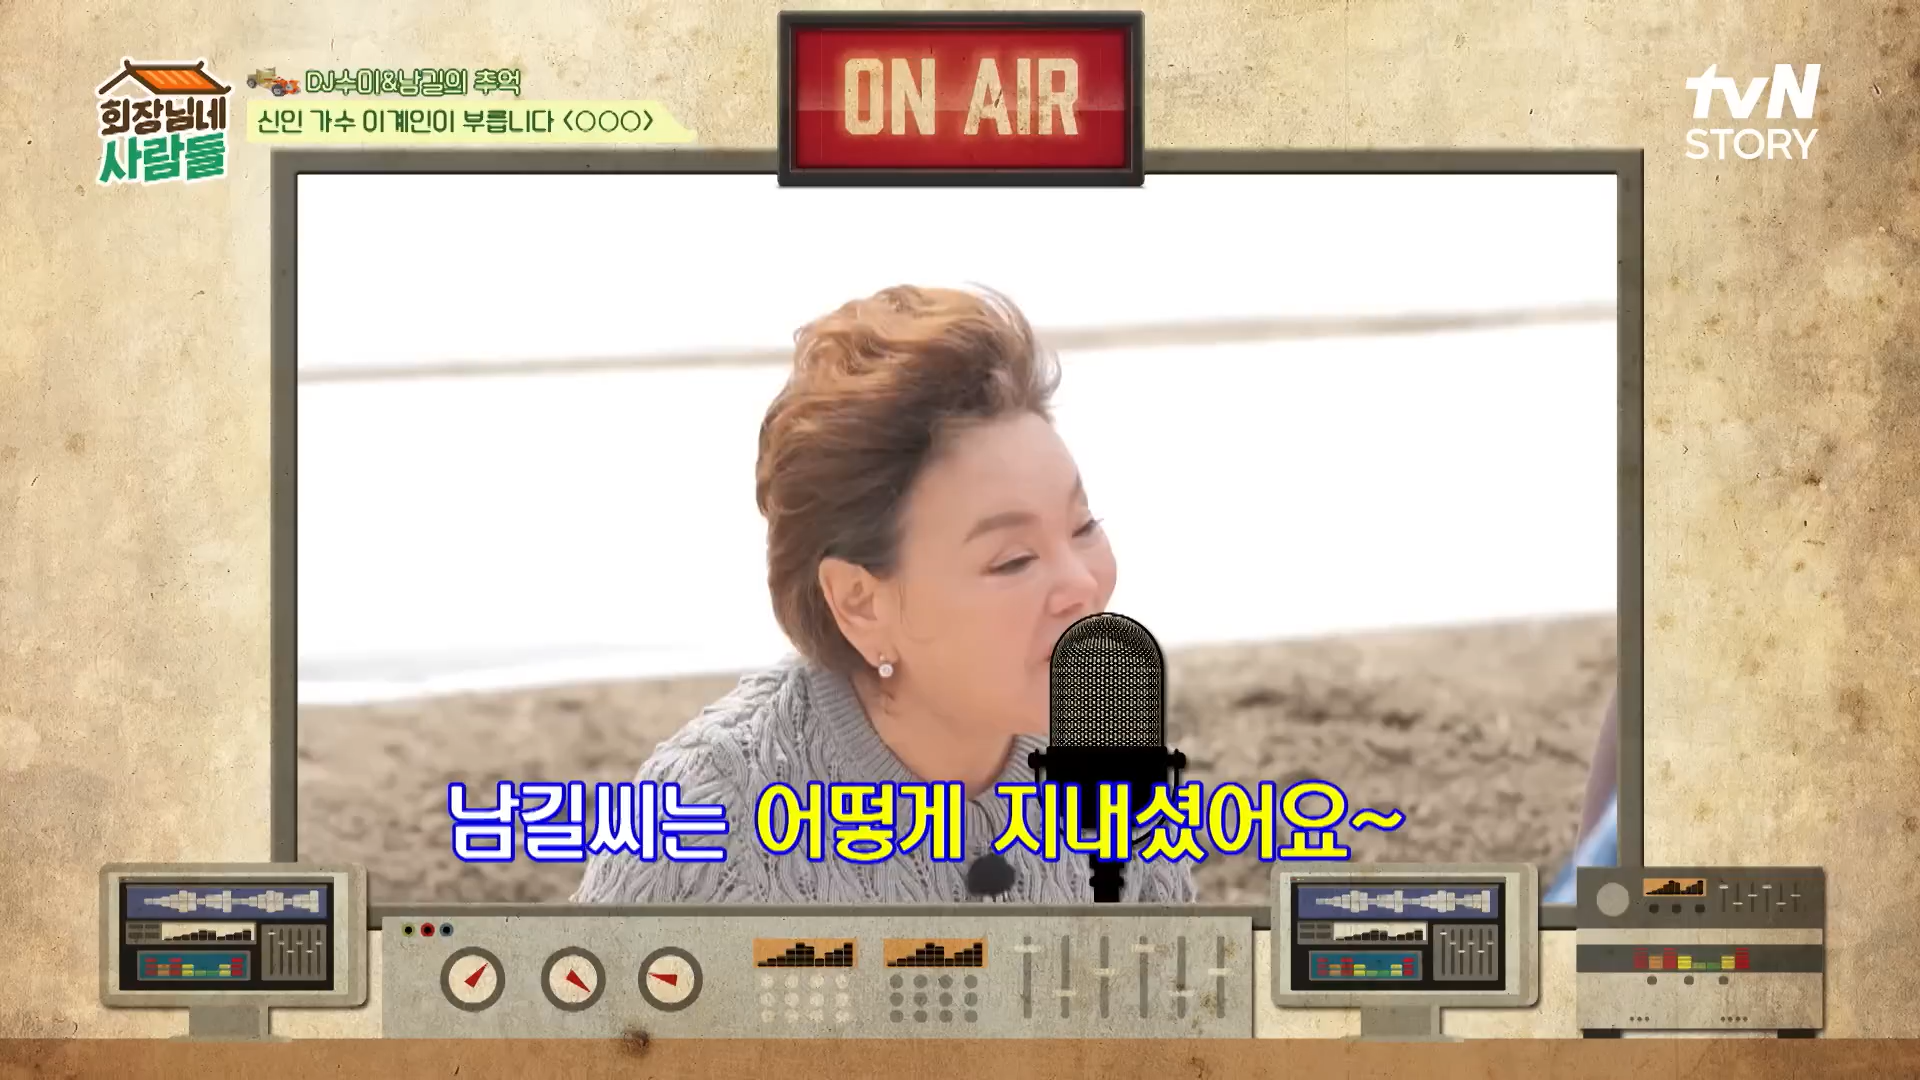 회장님네
사람들
DJ수미&남길의 추억
신인 가수 이계인이 부릅니다 <○○○>
ON AIR
tvN
STORY
남길씨는 어떻게 지내셨어요~